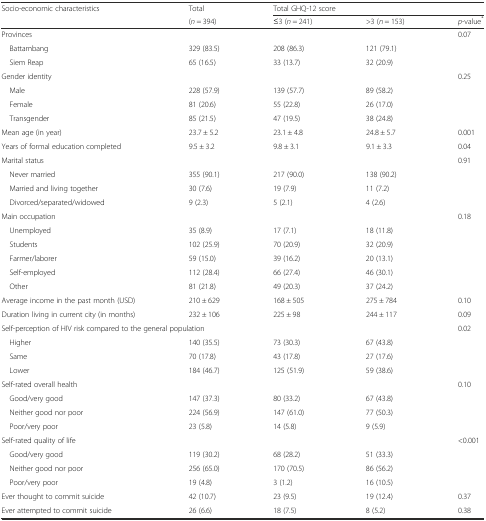 Socio-economic characteristics Total Total GHQ-12 score
(n = 394) ≤3 (n = 241) >3 (n = 153) p-value*
Provinces 0.07
Battambang 329 (83.5) 208 (86.3) 121 (79.1)
Siem Reap 65 (16.5) 33 (13.7) 32 (20.9)
Gender identity 0.25
Male 228 (57.9) 139 (57.7) 89 (58.2)
Female 81 (20.6) 55 (22.8) 26 (17.0)
Transgender 85 (21.5) 47 (19.5) 38 (24.8)
Mean age (in year) 23.7 ± 5.2 23.1 ± 4.8 24.8 ± 5.7 0.001
Years of formal education completed 9.5 ± 3.2 9.8 ± 3.1 9.1 ± 3.3 0.04
Marital status 0.91
Never married 355 (90.1) 217 (90.0) 138 (90.2)
Married and living together 30 (7.6) 19 (7.9) 11 (7.2)
Divorced/separated/widowed 9 (2.3) 5 (2.1) 4 (2.6)
Main occupation 0.18
Unemployed 35 (8.9) 17 (7.1) 18 (11.8)
Students 102 (25.9) 70 (20.9) 32 (20.9)
Farmer/laborer 59 (15.0) 39 (16.2) 20 (13.1)
Self-employed 112 (28.4) 66 (27.4) 46 (30.1)
Other 81 (21.8) 49 (20.3) 37 (24.2)
Average income in the past month (USD) 210 ± 629 168 ± 505 275 ± 784 0.10
Duration living in current city (in months) 232 ± 106 225 ± 98 244 ± 117 0.09
Self-perception of HIV risk compared to the general population 0.02
Higher 140 (35.5) 73 (30.3) 67 (43.8)
Same 70 (17.8) 43 (17.8) 27 (17.6)
Lower 184 (46.7) 125 (51.9) 59 (38.6)
Self-rated overall health 0.10
Good/very good 147 (37.3) 80 (33.2) 67 (43.8)
Neither good nor poor 224 (56.9) 147 (61.0) 77 (50.3)
Poor/very poor 23 (5.8) 14 (5.8) 9 (5.9)
Self-rated quality of life <0.001
Good/very good 119 (30.2) 68 (28.2) 51 (33.3)
Neither good nor poor 256 (65.0) 170 (70.5) 86 (56.2)
Poor/very poor 19 (4.8) 3 (1.2) 16 (10.5)
Ever thought to commit suicide 42 (10.7) 23 (9.5) 19 (12.4) 0.37
Ever attempted to commit suicide 26 (6.6) 18 (7.5) 8 (5.2) 0.38